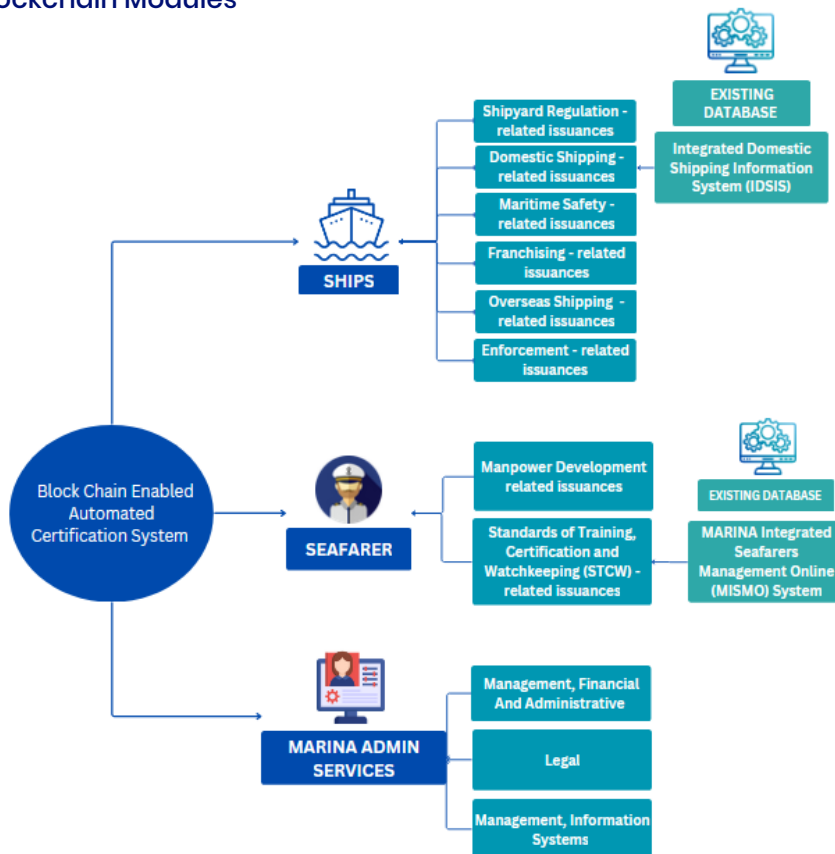 ockchain Modules
EXISTING
DATABASE
Integrated Domestic
Shipping Information
System (IDSIS)
Shipyard Regulation -
related issuances
Domestic Shipping -
related issuances
Maritime Safety -
related issuances
Franchising - related
issuances
Overseas Shipping -
related issuances
Enforcement - related
issuances
SHIPS
Block Chain Enabled
Automated
Certification System
SEAFARER
Manpower Development
related issuances
Standards of Training,
Certification and
Watchkeeping (STCW) -
related issuances
EXISTING DATABASE
MARINA Integrated
Seafarers
Management Online
(MISMO) System
MARINA ADMIN
SERVICES
Management, Financial
And Administrative
Legal
Management, Information
Systems